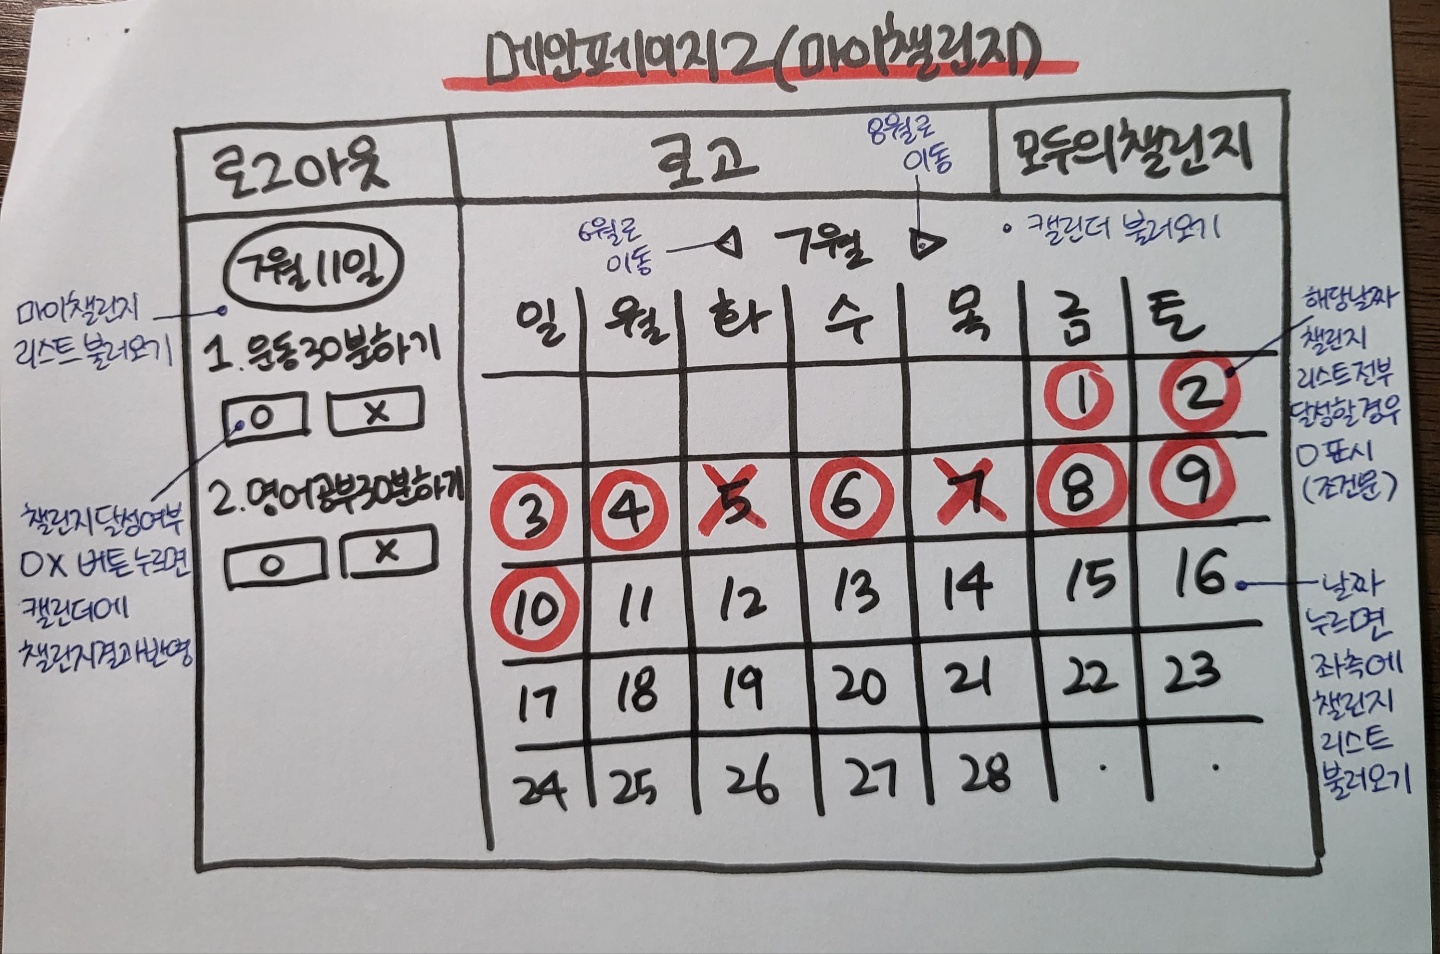 메인페이지2(마이챌린지)
로그아웃
로고
8월로
이동
모두의챌린지
7월 11일
6월로
이동
7월
• 캘린더 불러오기
마이챌린지
리스트 불러오기
1. 운동30분하기
O X
2. 영어공부30분하기
O X
챌린지 달성여부
OX 버튼 누르면
캘린더에
챌린지결과반영
일 월 화 수 목 금 토
1 2
3 4 5 6 7 8 9
10 11 12 13 14 15 16
17 18 19 20 21 22 23
24 25 26 27 28 . .
해당날짜
챌린지
리스트 전부
달성할 경우
O 표시
(조건문)
날짜
누르면
좌측에
챌린지
리스트
불러오기